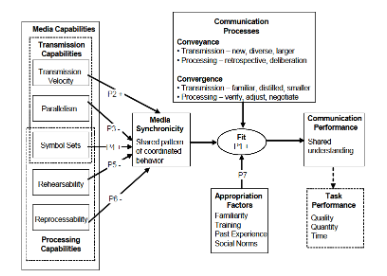 Media Capabilities
Transmission
Capabilities
Transmission
Velocity
Parallelism
Symbol Sets
Rehearsability
Reprocessability
Processing
Capabilities
P2 +
P3 -
P4 +
P5 -
P6 -
Media
Synchronicity
Shared pattern
of coordinated
behavior
Communication
Processes
Conveyance
• Transmission – new, diverse, larger
• Processing – retrospective, deliberation
Convergence
• Transmission – familiar, distilled, smaller
• Processing – verify, adjust, negotiate
Fit
P1 +
P7
Appropriation
Factors
Familiarity
Training
Past Experience
Social Norms
Communication
Performance
Shared
understanding
Task
Performance
Quality
Quantity
Time